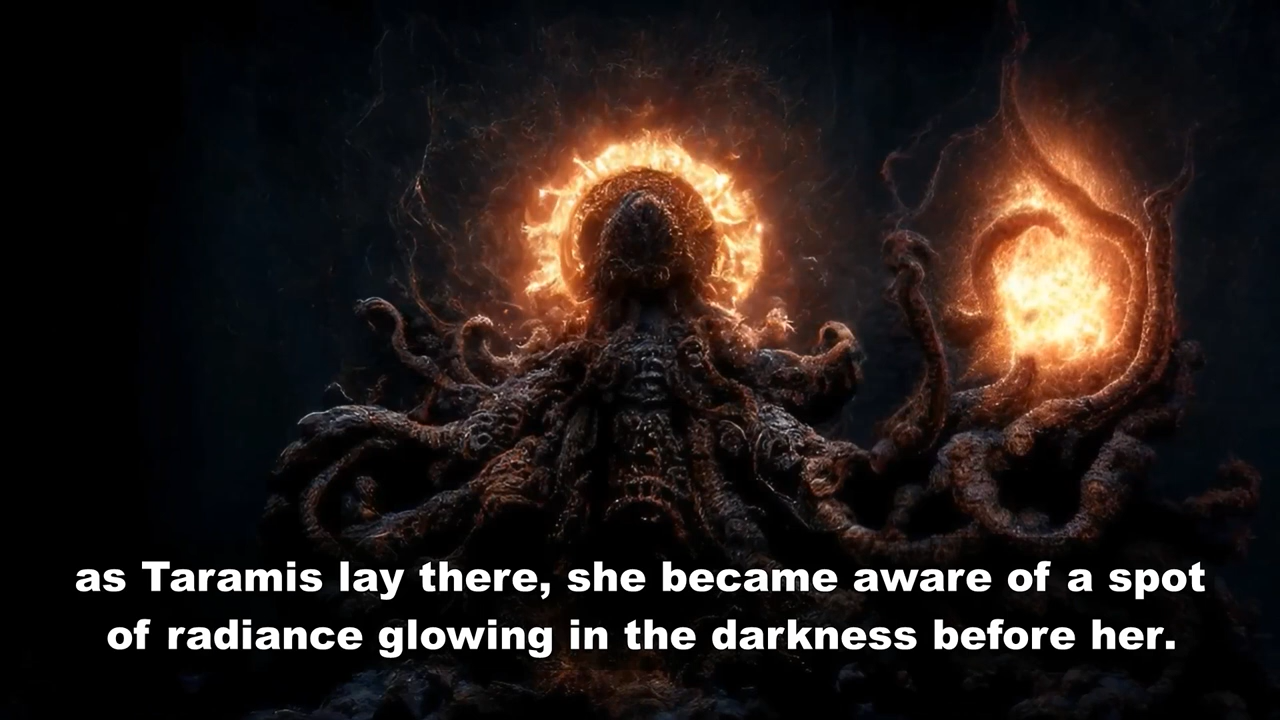 as Taramis lay there, she became aware of a spot
of radiance glowing in the darkness before her.